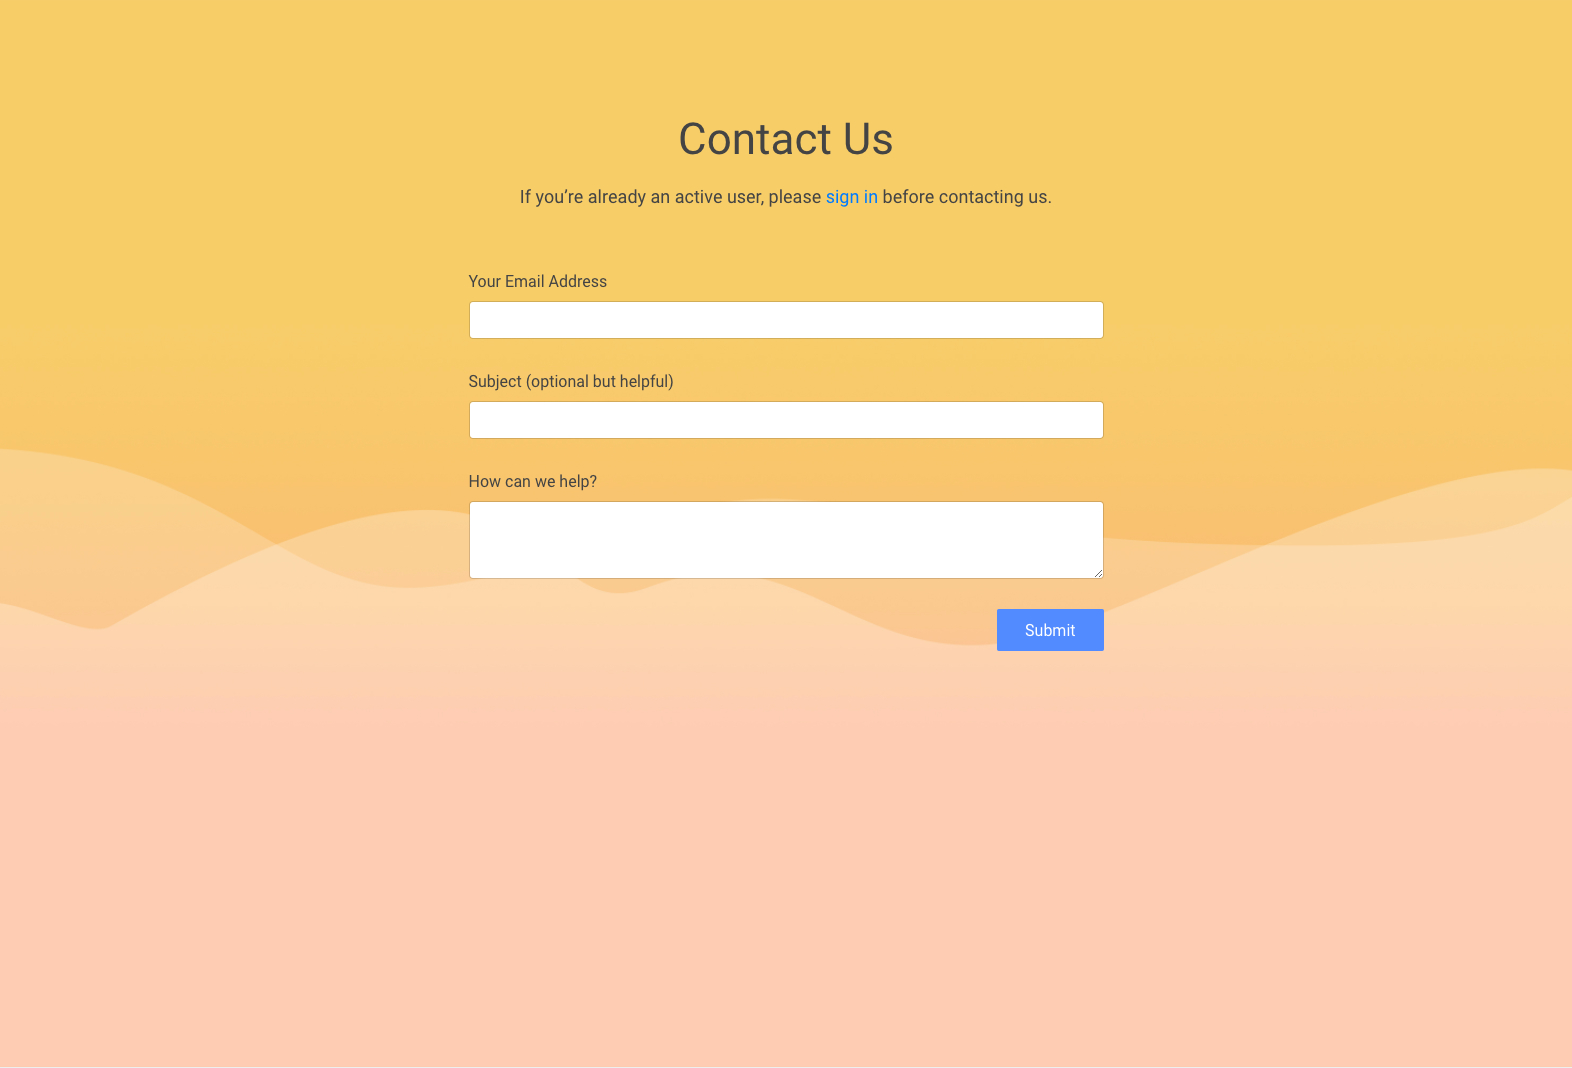 Contact Us
If you’re already an active user, please sign in before contacting us.
Your Email Address
Subject (optional but helpful)
How can we help?
Submit